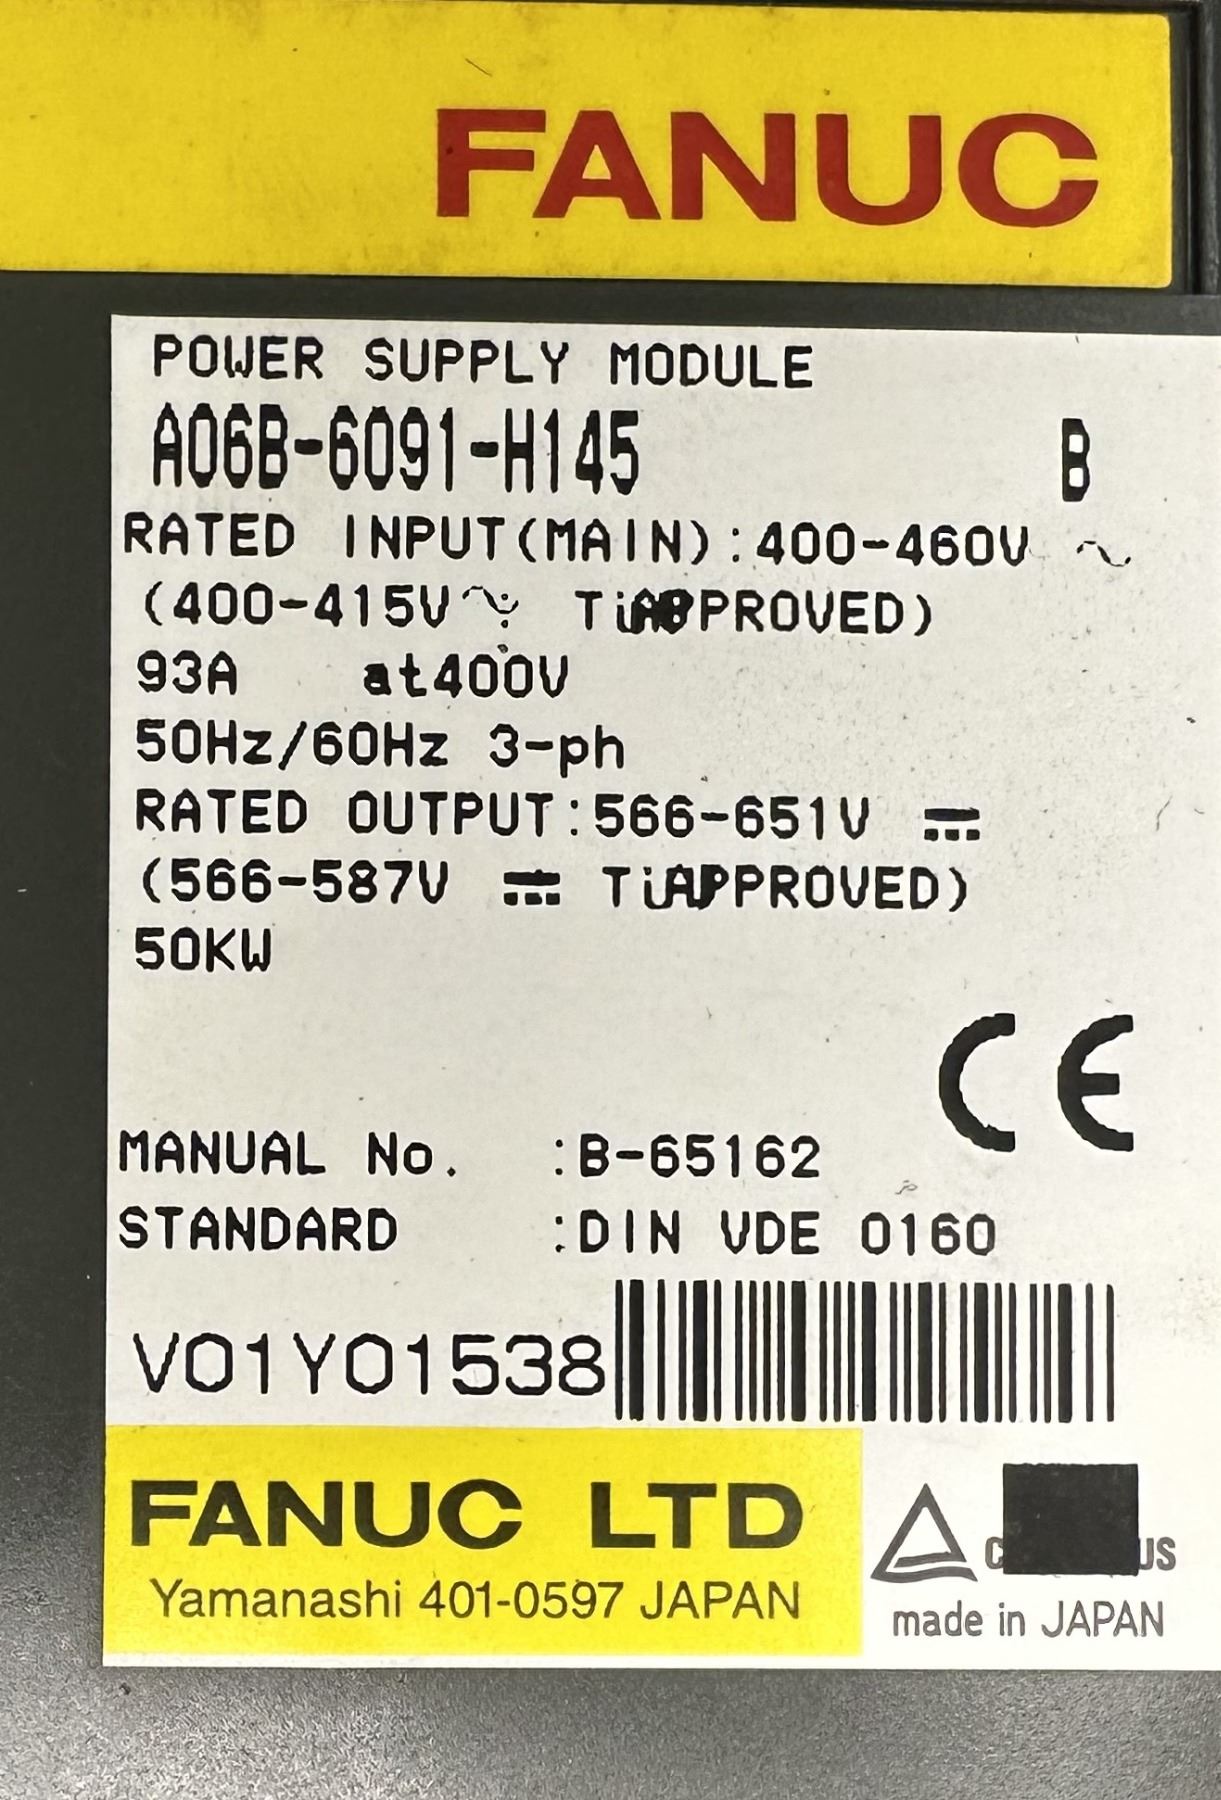 FANUC
POWER SUPPLY MODULE
A06B-6091-H145 B
RATED INPUT(MAIN):400-460V
(400-415V APPROVED)
93A at400V
50Hz/60Hz 3-ph
RATED OUTPUT:566-651V
(566-587V APPROVED)
50KW
CE
MANUAL No. :B-65162
STANDARD :DIN VDE 0160
V01Y01538
FANUC LTD
Yamanashi 401-0597 JAPAN
C US
made in JAPAN